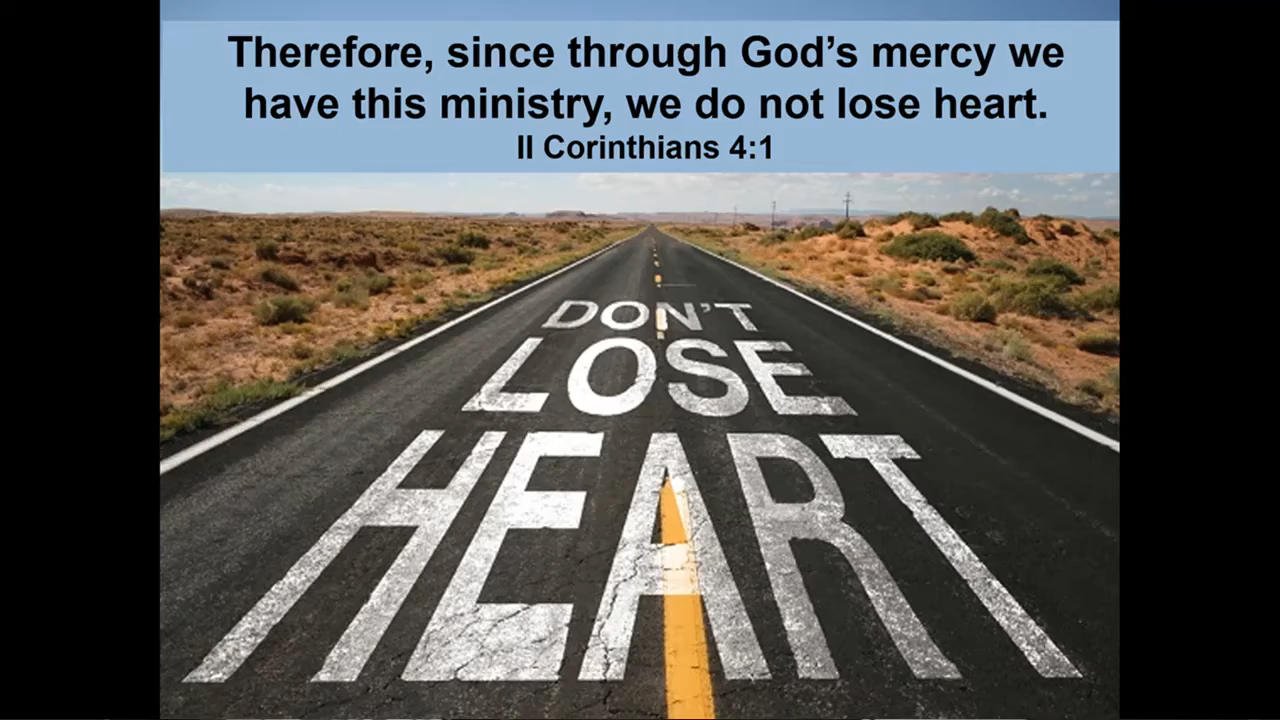 Therefore, since through God’s mercy we
have this ministry, we do not lose heart.
II Corinthians 4:1
DON’T
LOSE
HEART